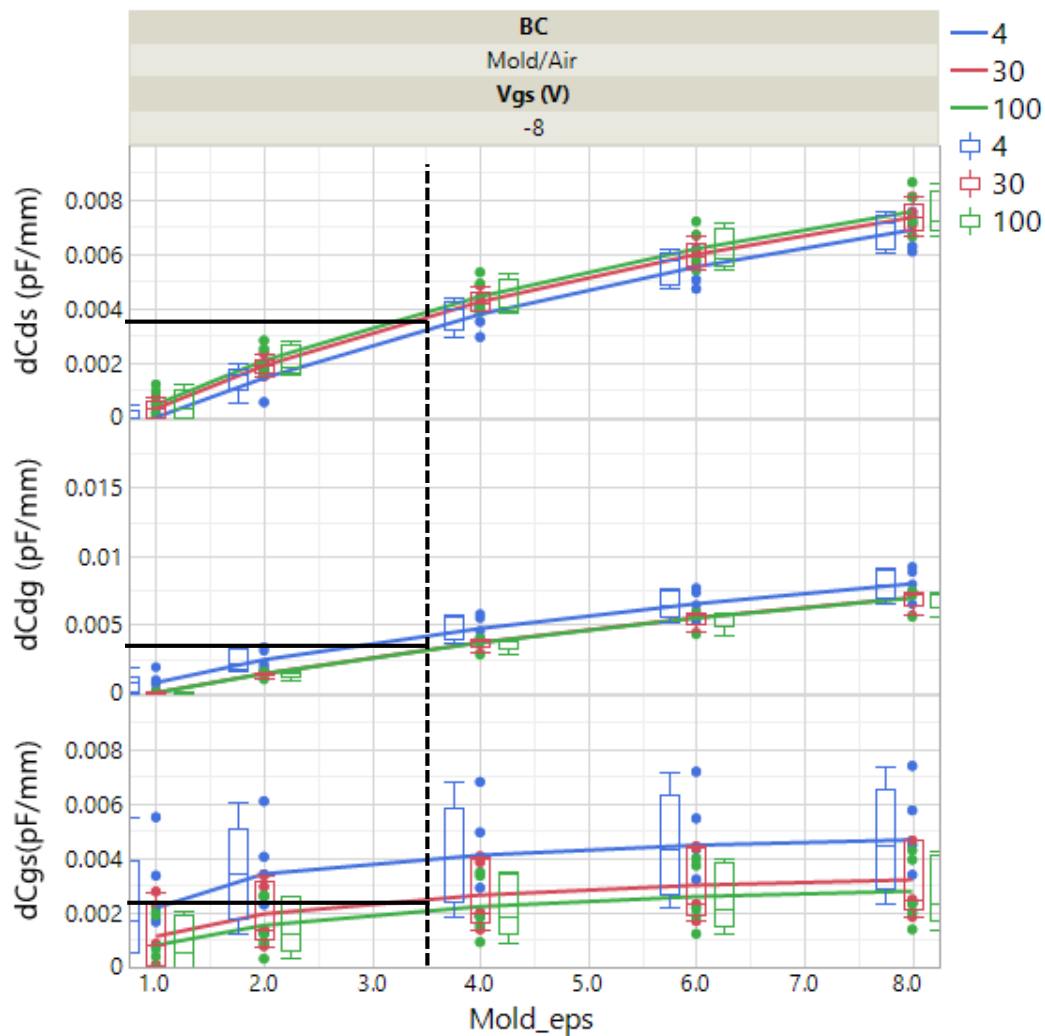 BC
Mold/Air
Vgs (V)
-8
4
30
100
4
30
100
dCds (pF/mm)
0.008
0.006
0.004
0.002
0
dCdg (pF/mm)
0.015
0.01
0.005
0
dCgs(pF/mm)
0.008
0.006
0.004
0.002
0
1.0 2.0 3.0 4.0 5.0 6.0 7.0 8.0
Mold_eps